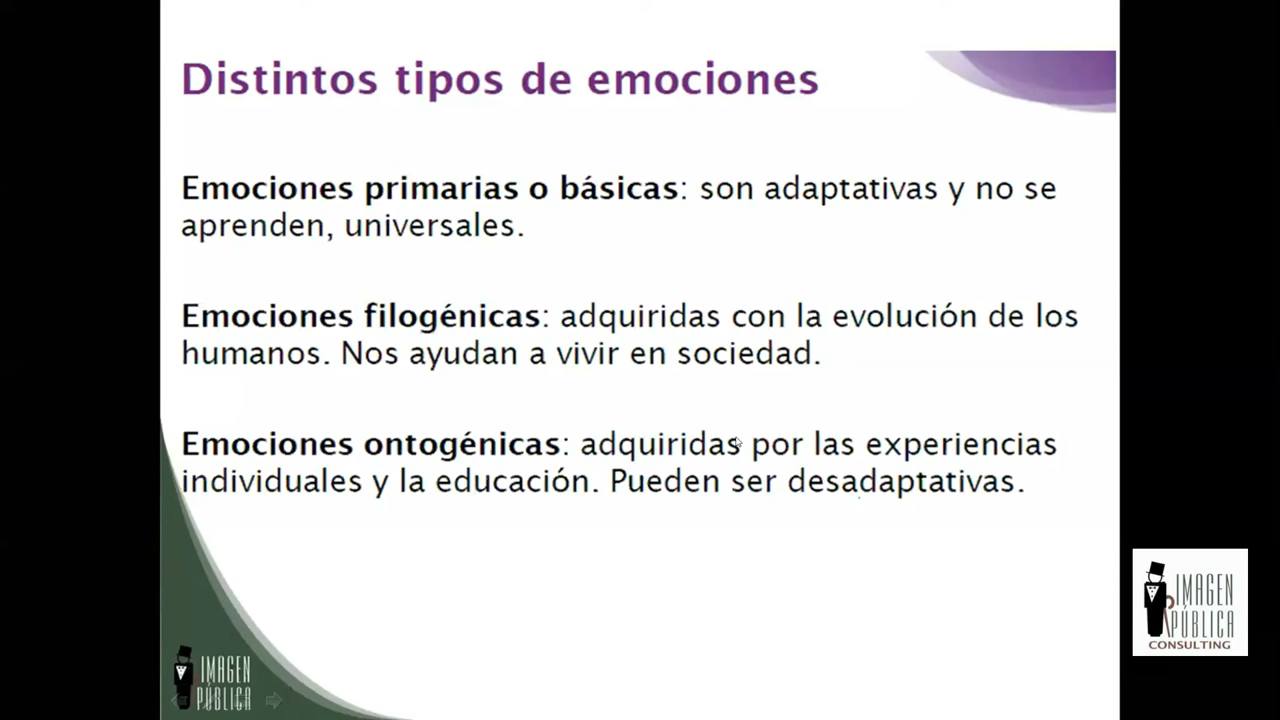 Distintos tipos de emociones
Emociones primarias o básicas: son adaptativas y no se
aprenden, universales.
Emociones filogénicas: adquiridas con la evolución de los
humanos. Nos ayudan a vivir en sociedad.
Emociones ontogénicas: adquiridas por las experiencias
individuales y la educación. Pueden ser desadaptativas.
IMAGEN
PÚBLICA
CONSULTING
IMAGEN
PÚBLICA